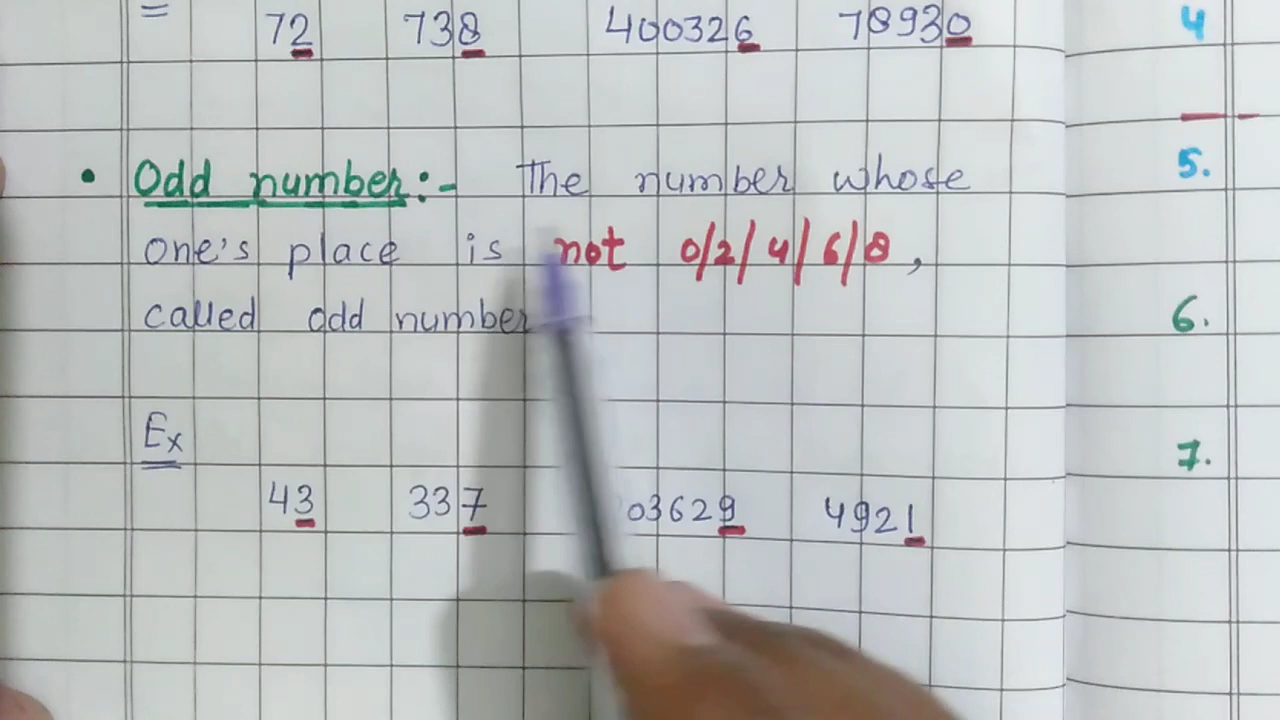 = 72 738 400326 78930
• Odd number:- The number whose
one's place is not 0/2/4/6/8,
called odd number
Ex
43 337 03629 4921
4
5.
6.
7.